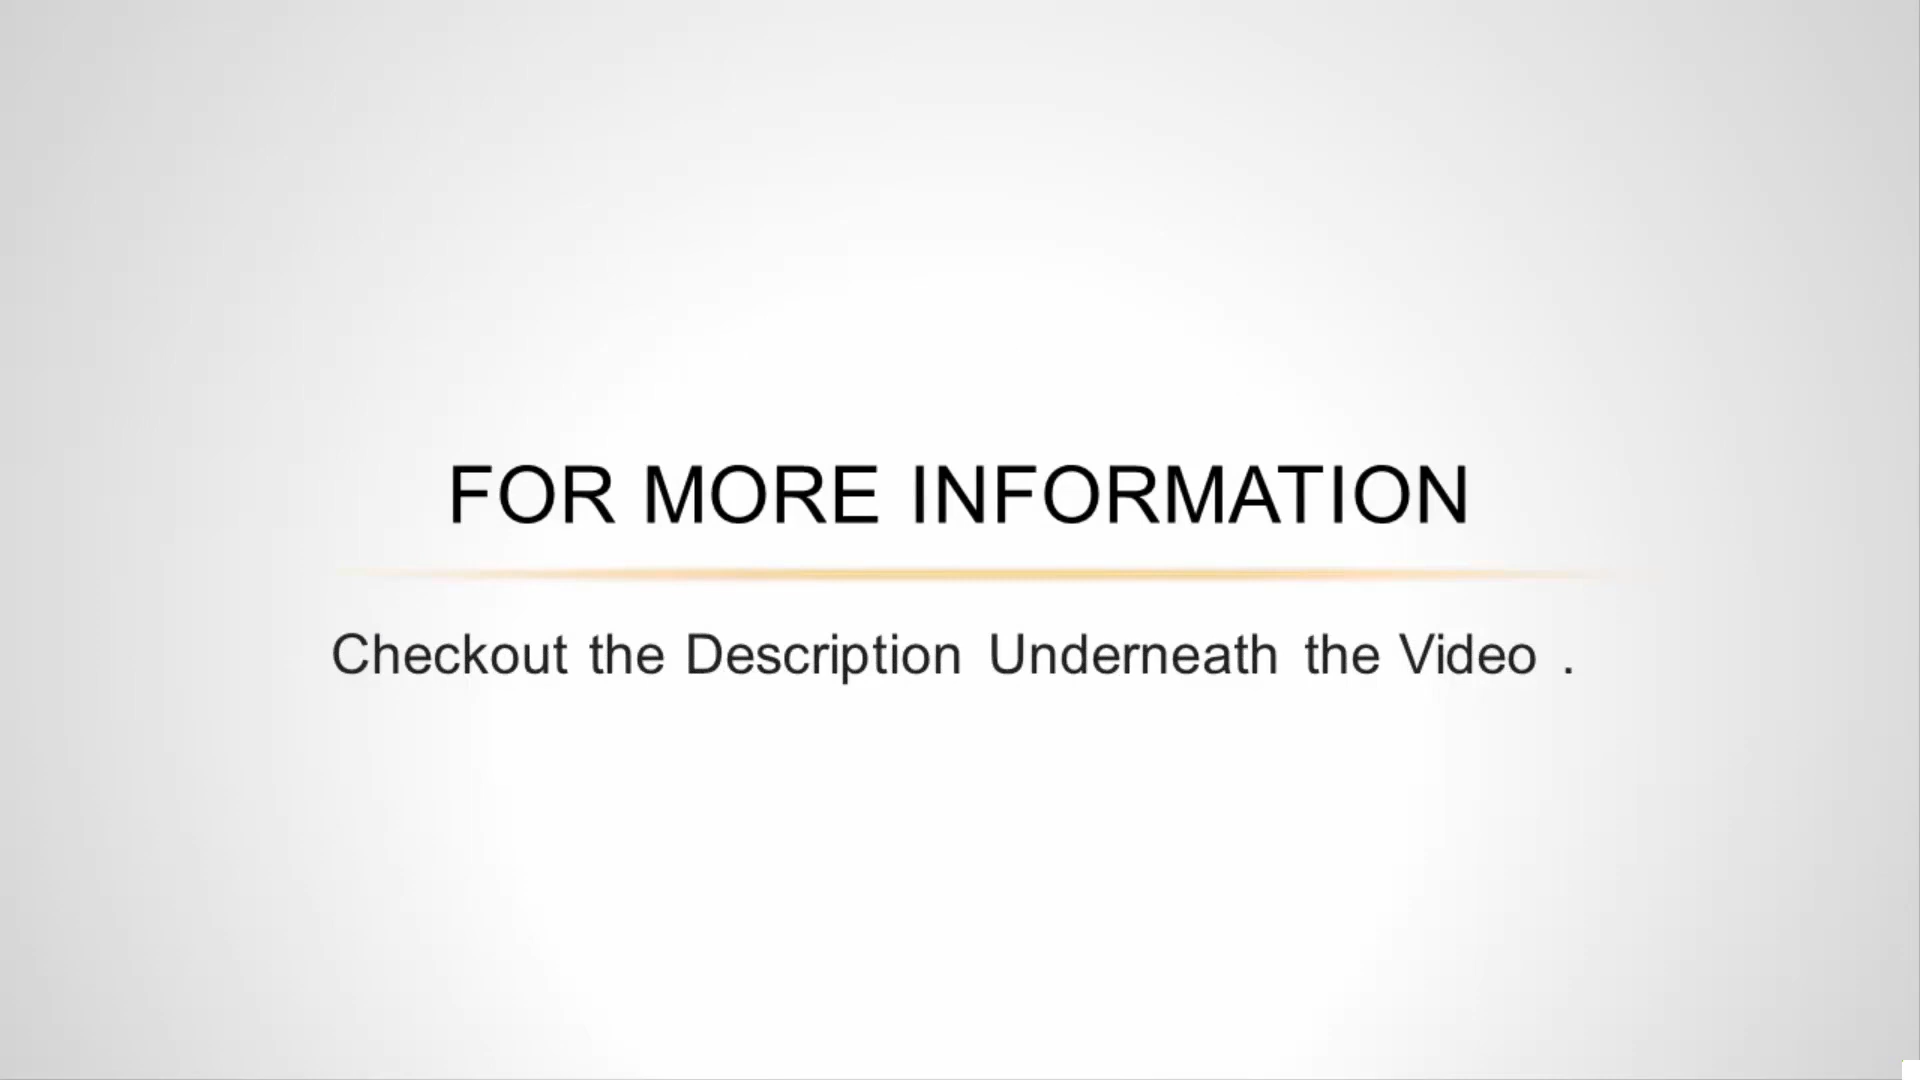 FOR MORE INFORMATION
Checkout the Description Underneath the Video .